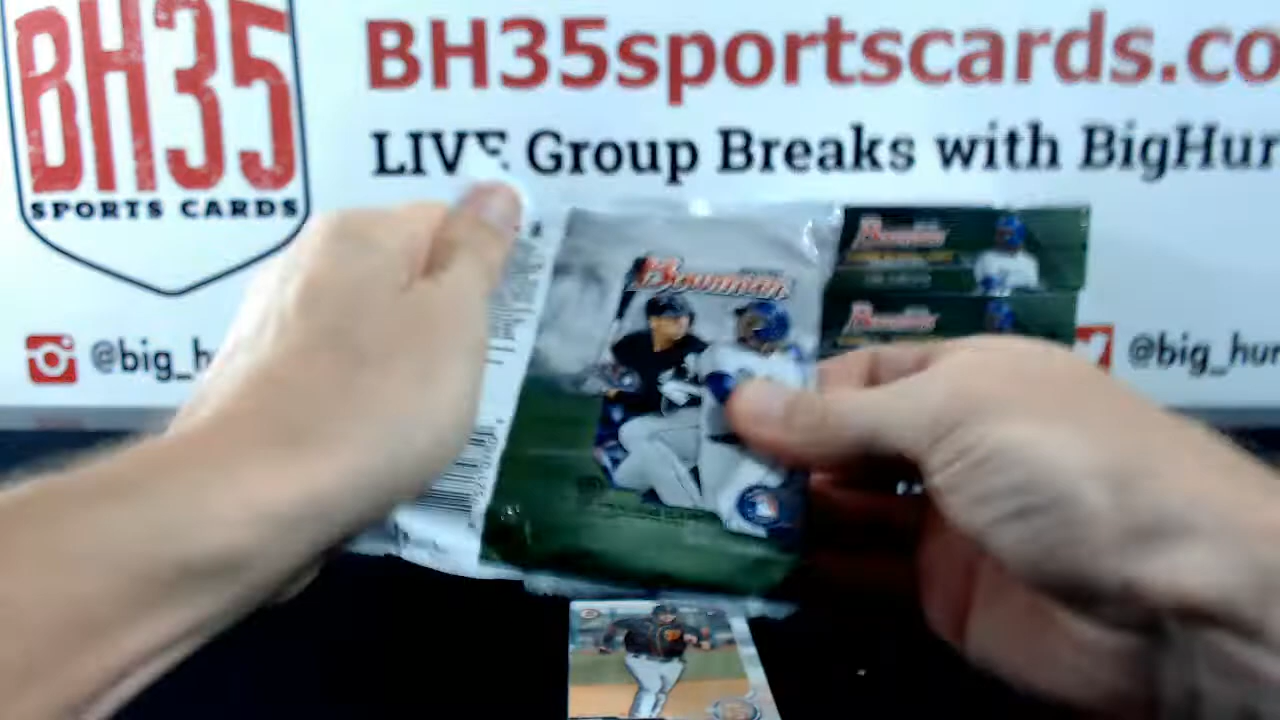 BH35
SPORTS CARDS
BH35sportscards.co
LIVE Group Breaks with BigHur
@big_h
@big_hur
Bowman
Bowman
Bowman